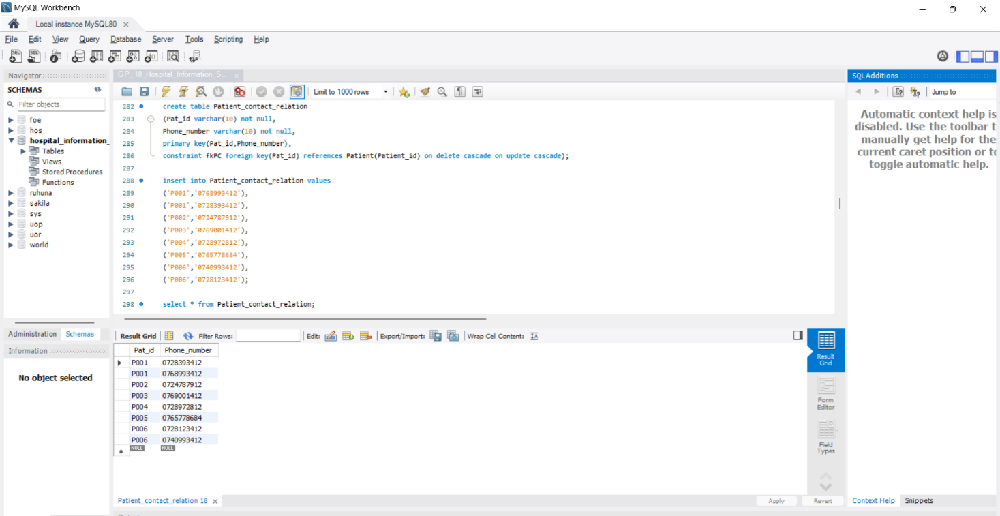 MySQL Workbench
Local instance MySQL80
File Edit View Query Database Server Tools Scripting Help
Navigator
SCHEMAS
Filter objects
foe
hos
hospital_information_
Tables
Views
Stored Procedures
Functions
ruhuna
sakila
sys
uop
uor
world
Administration Schemas
Information
No object selected
GP_18_Hospital_Information_S...
Limit to 1000 rows
282 create table Patient_contact_relation
283 (Pat_id varchar(10) not null,
284 Phone_number varchar(10) not null,
285 primary key(Pat_id,Phone_number),
286 constraint fkPC foreign key(Pat_id) references Patient(Patient_id) on delete cascade on update cascade);
287
288 insert into Patient_contact_relation values
289 ('P001','0768993412'),
290 ('P001','0728393412'),
291 ('P002','0724787912'),
292 ('P003','0769001412'),
293 ('P004','0728972812'),
294 ('P005','0765778684'),
295 ('P006','0740993412'),
296 ('P006','0728123412');
297
298 select * from Patient_contact_relation;
Result Grid Filter Rows: Edit: Export/Import: Wrap Cell Content:
Pat_id Phone_number
P001 0728393412
P001 0768993412
P002 0724787912
P003 0769001412
P004 0728972812
P005 0765778684
P006 0728123412
P006 0740993412
NULL NULL
Result
Grid
Form
Editor
Field
Types
Patient_contact_relation 18
Apply Revert
SQLAdditions
Jump to
Automatic context help is
disabled. Use the toolbar t
manually get help for the
current caret position or to
toggle automatic help.
Context Help Snippets